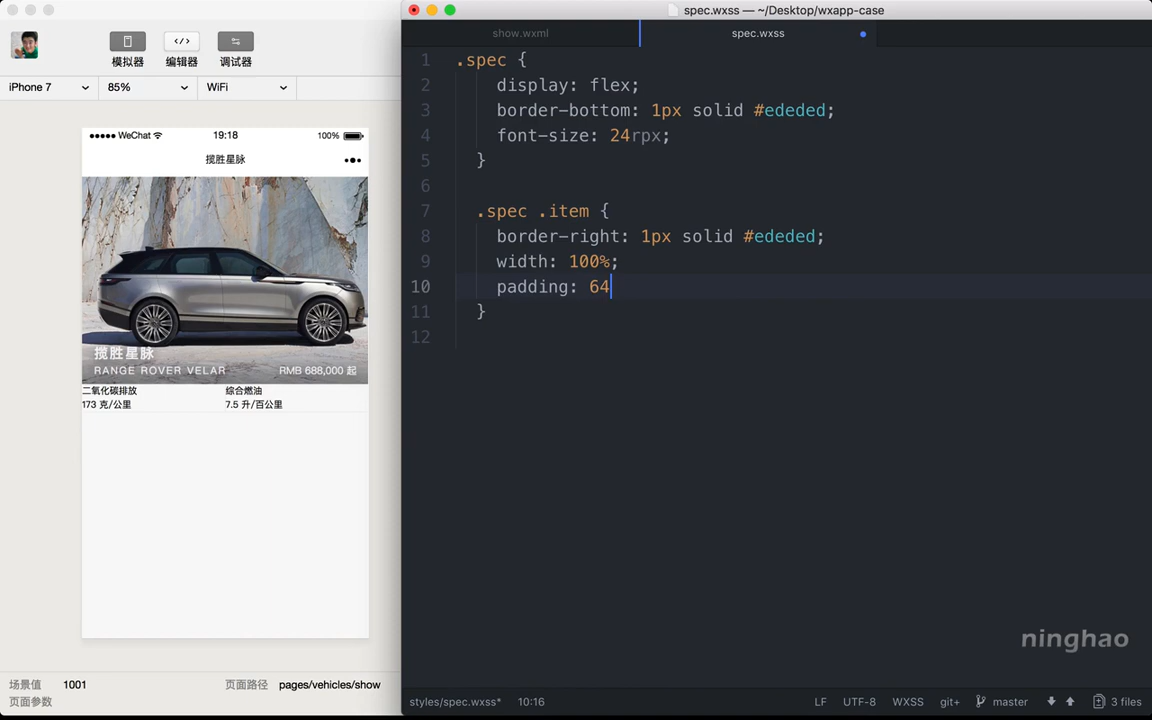 spec.wxss — ~/Desktop/wxapp-case
show.wxml
spec.wxss
模拟器
编辑器
调试器
iPhone 7
85%
WiFi
WeChat
19:18
100%
揽胜星脉
揽胜星脉
RANGE ROVER VELAR
RMB 688,000 起
二氧化碳排放
综合燃油
173 克/公里
7.5 升/百公里
场景值
1001
页面路径
pages/vehicles/show
页面参数
1 .spec {
2 display: flex;
3 border-bottom: 1px solid #ededed;
4 font-size: 24rpx;
5 }
6
7 .spec .item {
8 border-right: 1px solid #ededed;
9 width: 100%;
10 padding: 64
11 }
12
ninghao
styles/spec.wxss*
10:16
LF
UTF-8
WXSS
git+
master
3 files